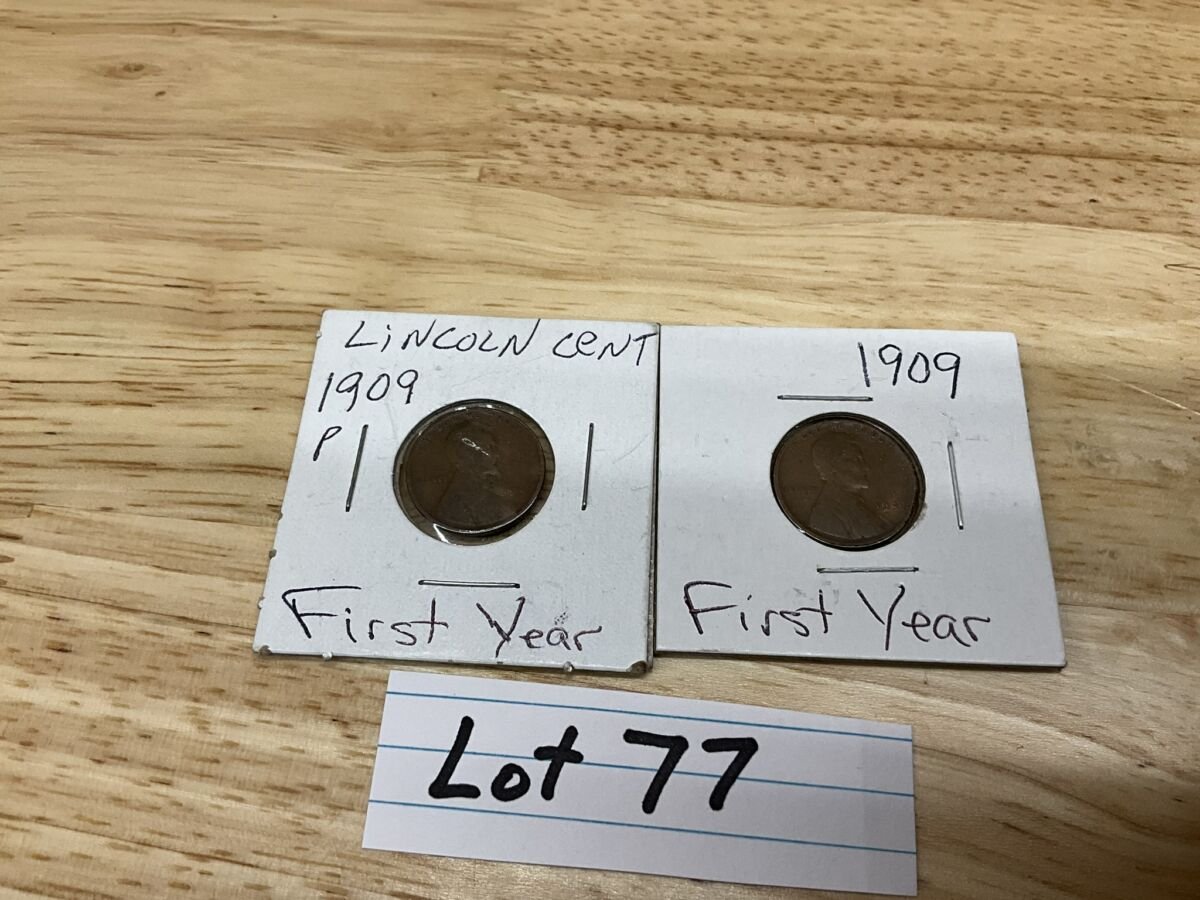 LiNCOLN CENT
1909
P
First Year
1909
First Year
Lot 77